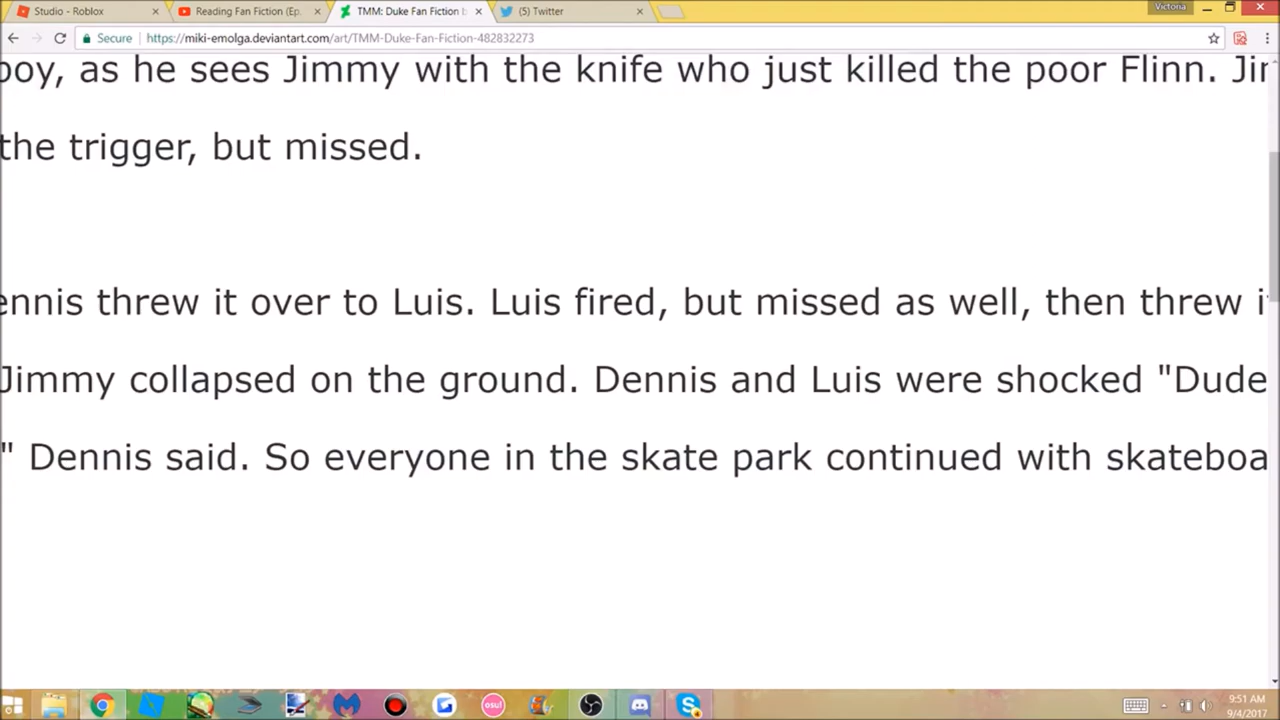 Victoria
Studio - Roblox
Reading Fan Fiction (Ep.
TMM: Duke Fan Fiction b
(5) Twitter
Secure
https://miki-emolga.deviantart.com/art/TMM-Duke-Fan-Fiction-482832273
boy, as he sees Jimmy with the knife who just killed the poor Flinn. Jim
the trigger, but missed.
ennis threw it over to Luis. Luis fired, but missed as well, then threw it
Jimmy collapsed on the ground. Dennis and Luis were shocked "Dude
" Dennis said. So everyone in the skate park continued with skateboa
osu!
9:51 AM
9/4/2017